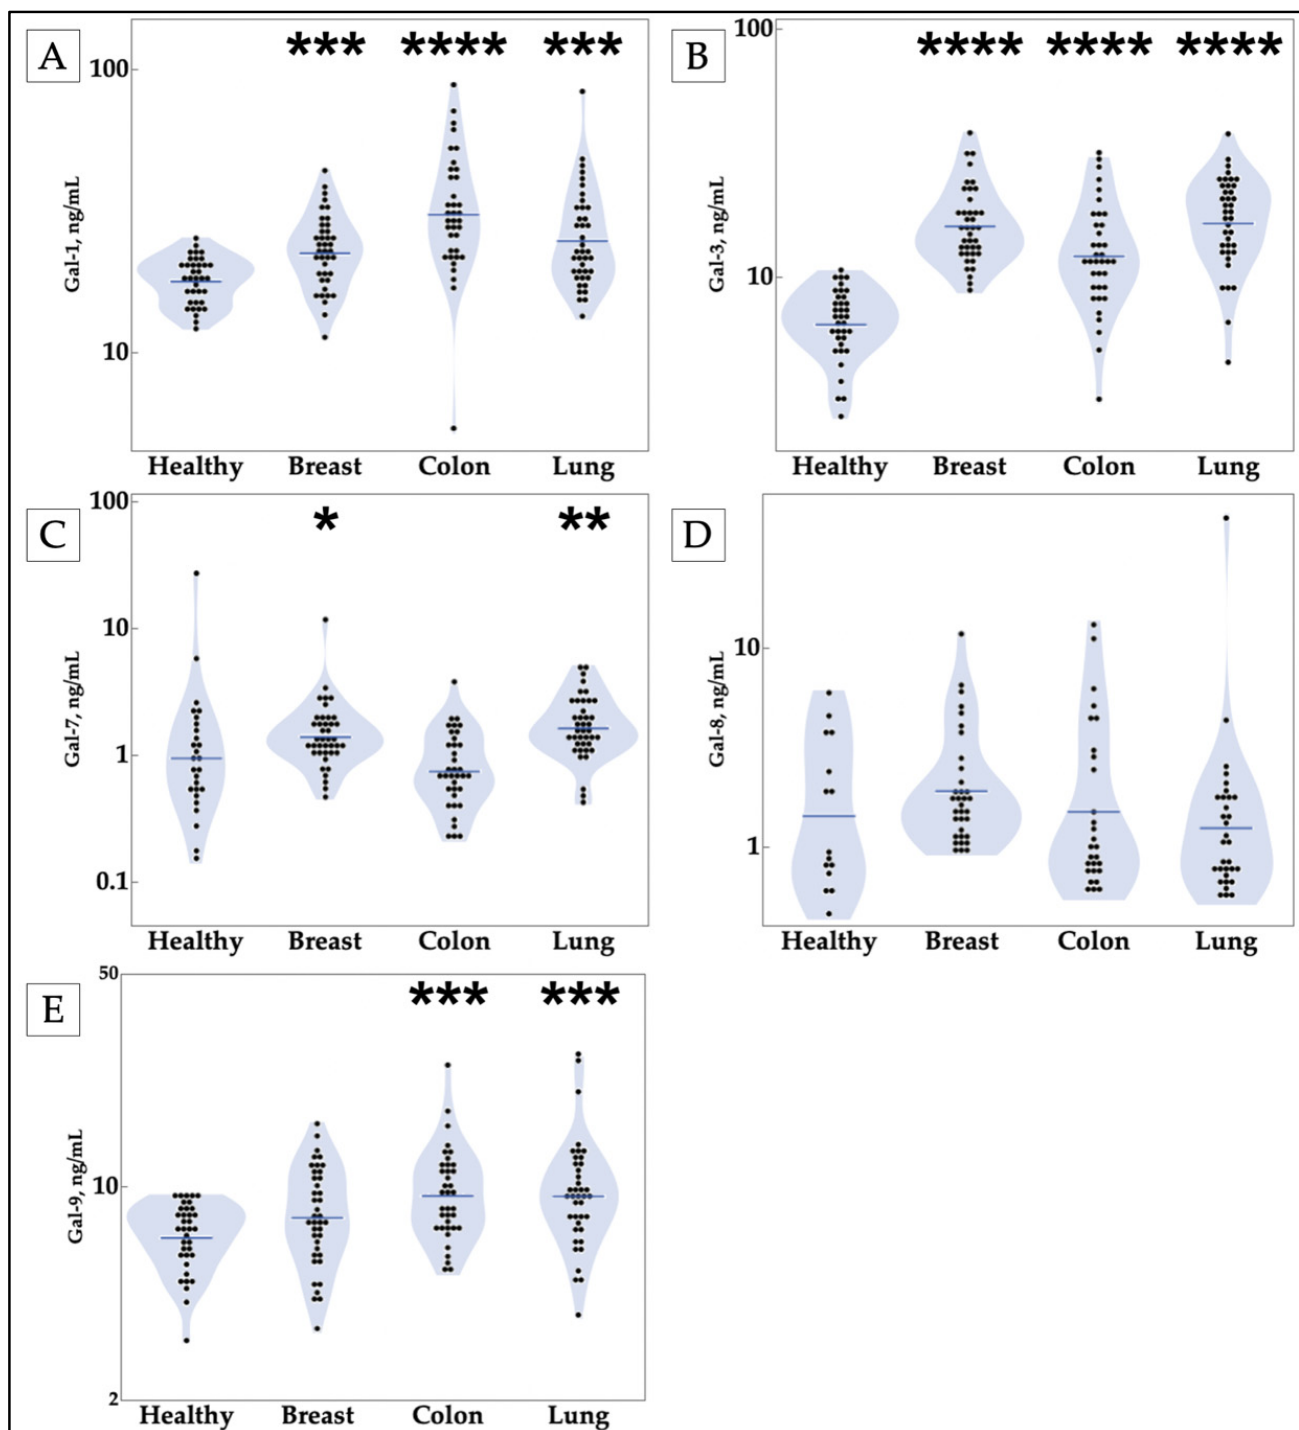 A
*** **** ***
100
10
Gal-1, ng/mL
Healthy Breast Colon Lung
B
**** **** ****
100
10
Gal-3, ng/mL
Healthy Breast Colon Lung
C
* **
100
10
1
0.1
Gal-7, ng/mL
Healthy Breast Colon Lung
D
10
1
Gal-8, ng/mL
Healthy Breast Colon Lung
E
*** ***
50
10
2
Gal-9, ng/mL
Healthy Breast Colon Lung